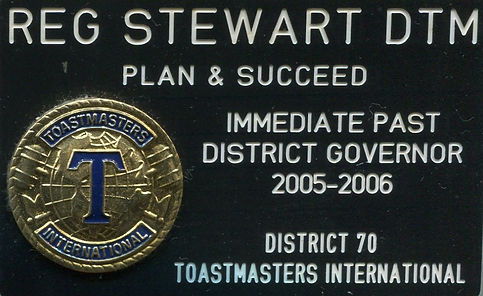 REG STEWART DTM
PLAN & SUCCEED
IMMEDIATE PAST
DISTRICT GOVERNOR
2005-2006
DISTRICT 70
TOASTMASTERS INTERNATIONAL
TOASTMASTERS
T
INTERNATIONAL